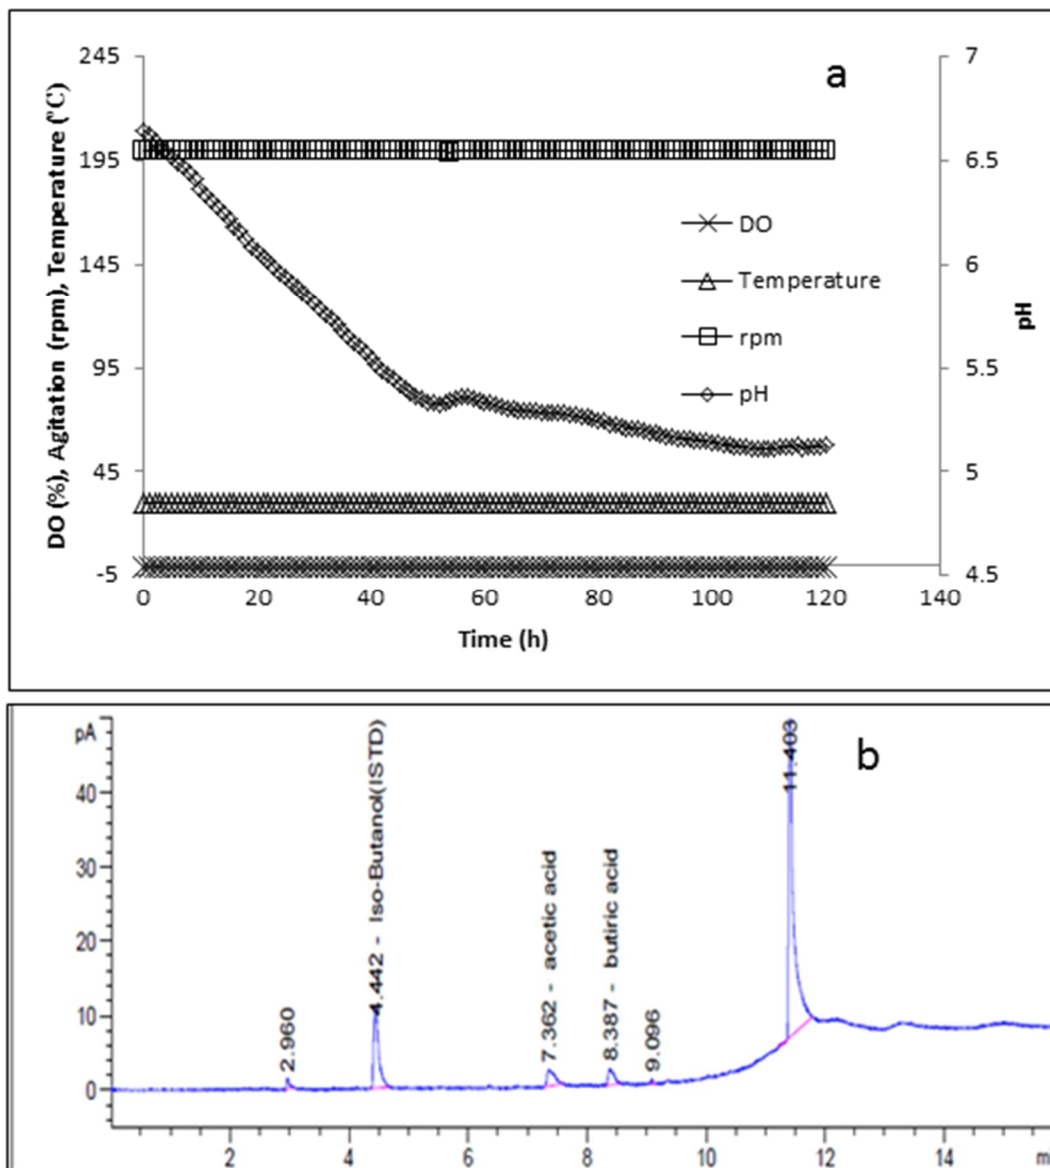 a
DO (%), Agitation (rpm), Temperature (°C)
245
195
145
95
45
-5
7
6.5
6
5.5
5
4.5
pH
DO
Temperature
rpm
pH
0 20 40 60 80 100 120 140
Time (h)
b
pA
40
30
20
10
0
2.960
4.442 - Iso-Butanol(ISTD)
7.362 - acetic acid
8.387 - butiric acid
9.096
11.403
2 4 6 8 10 12 14 m